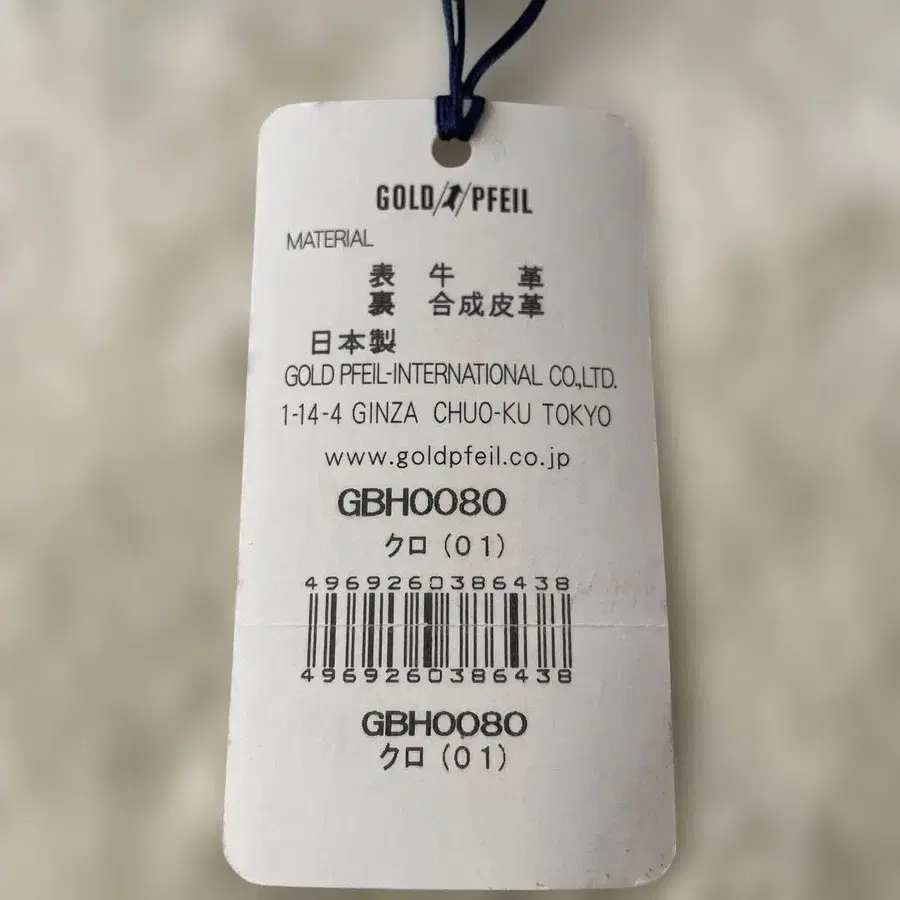 GOLD PFEIL
MATERIAL
表 牛 革
裏 合成皮革
日本製
GOLD PFEIL-INTERNATIONAL CO.,LTD.
1-14-4 GINZA CHUO-KU TOKYO
www.goldpfeil.co.jp
GBH0080
クロ (01)
4969260386438
4969260386438
GBH0080
クロ (01)